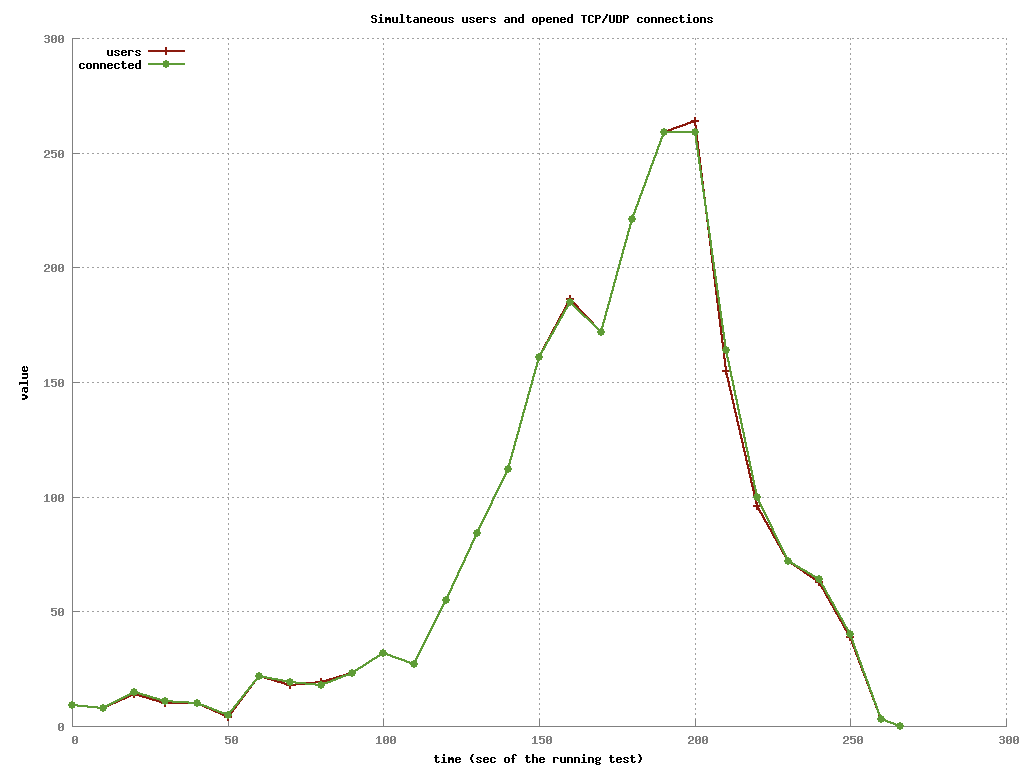 Simultaneous users and opened TCP/UDP connections
300
users
connected
250
200
150
value
100
50
0
0 50 100 150 200 250 300
time (sec of the running test)